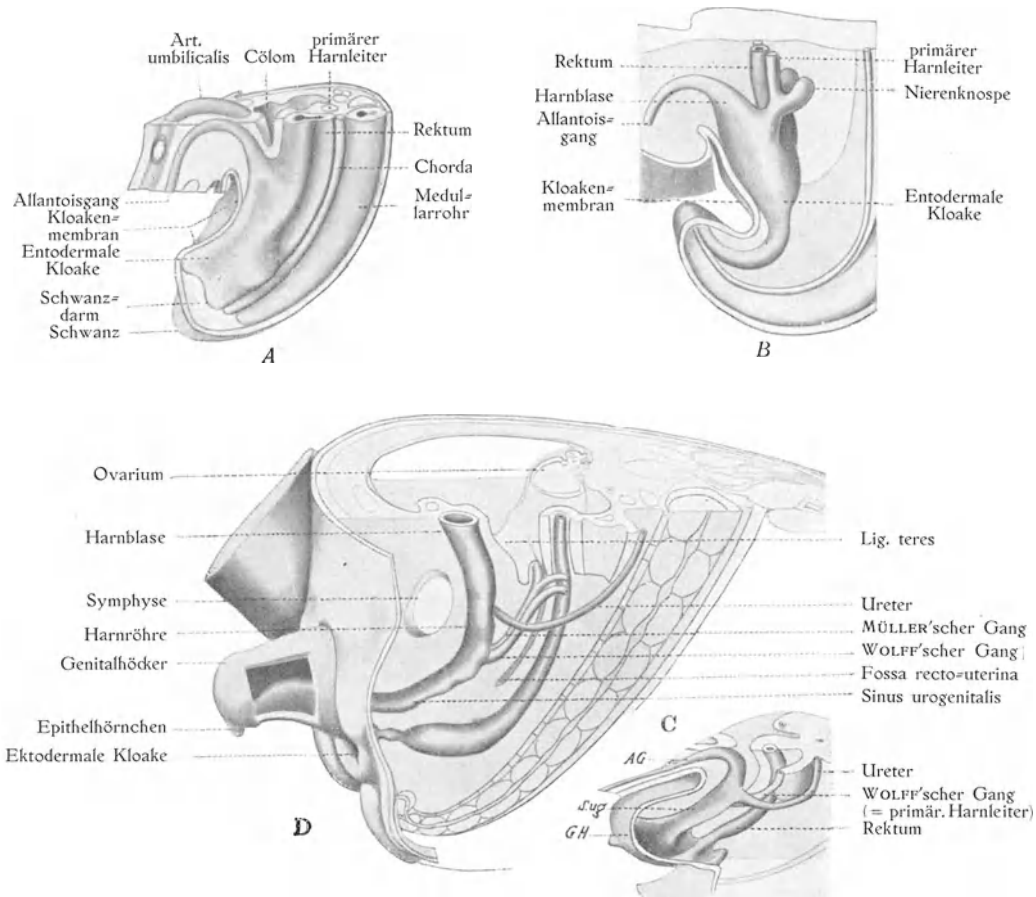 Art.
umbilicalis
Cölom
primärer
Harnleiter
Rektum
Chorda
Medul=
larrohr
Allantoisgang
Kloaken=
membran
Entodermale
Kloake
Schwanz=
darm
Schwanz
A
Rektum
Harnblase
Allantois=
gang
Kloaken=
membran
primärer
Harnleiter
Nierenknospe
Entodermale
Kloake
B
Ovarium
Harnblase
Symphyse
Harnröhre
Genitalhöcker
Epithelhörnchen
Ektodermale Kloake
D
Lig. teres
Ureter
MÜLLER'scher Gang
WOLFF'scher Gang
Fossa recto=uterina
Sinus urogenitalis
C
AG
Sug
GH
Ureter
WOLFF'scher Gang
(= primär. Harnleiter)
Rektum